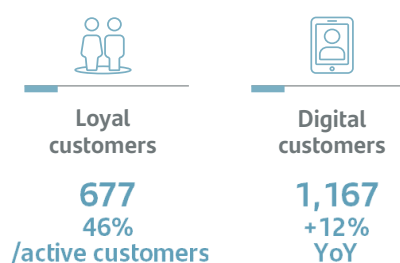 Loyal
customers
677
46%
/active customers
Digital
customers
1,167
+12%
YoY